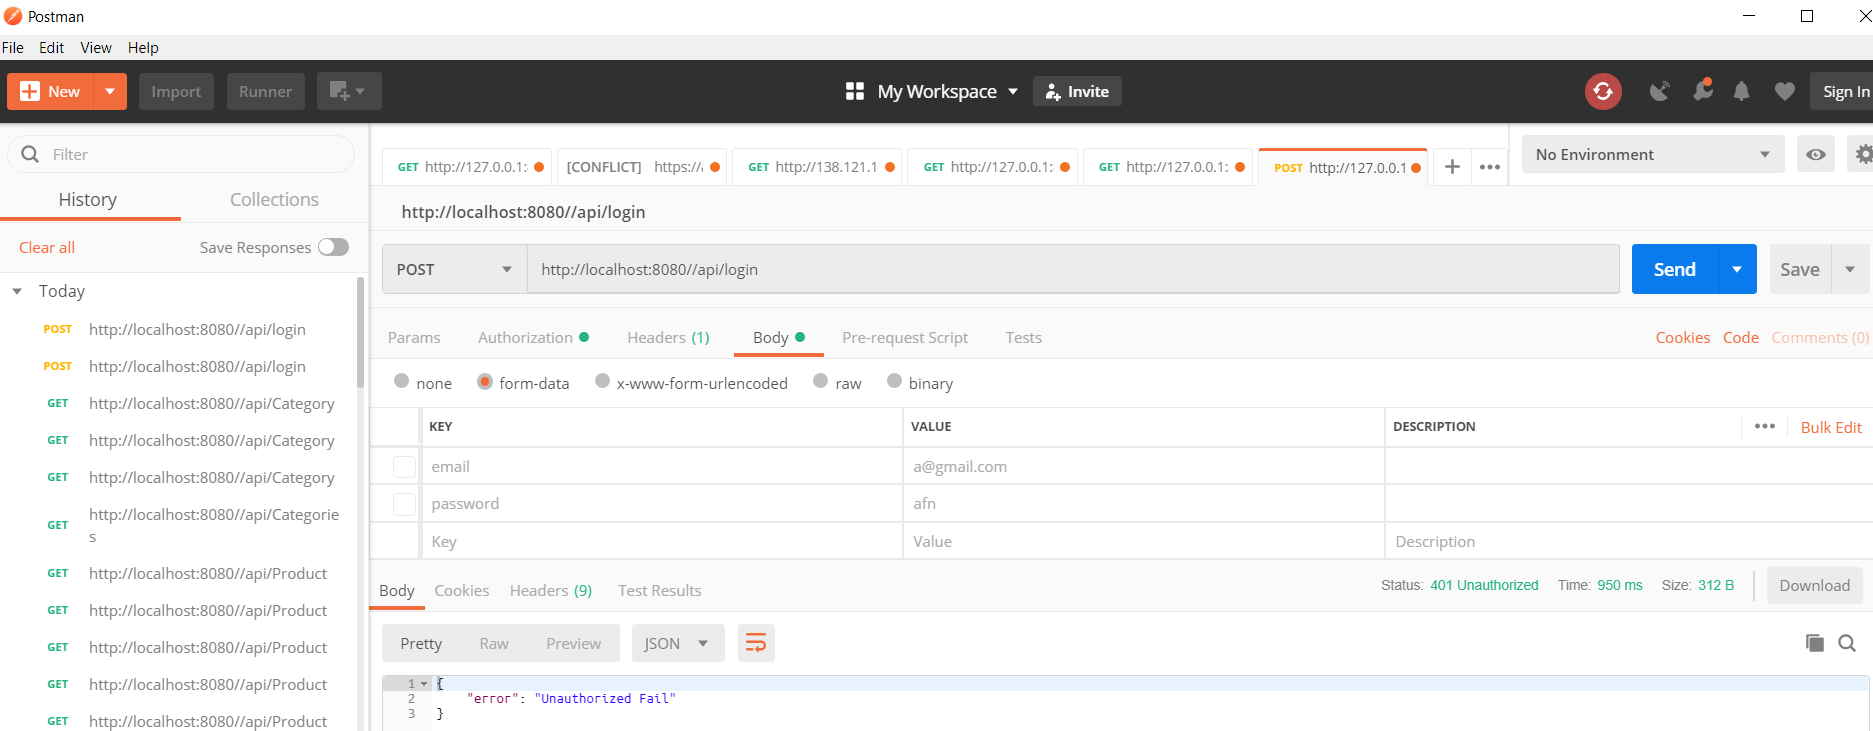 Postman
File Edit View Help
New Import Runner My Workspace Invite Sign In
Filter
History Collections
Clear all Save Responses
Today
POST http://localhost:8080//api/login
POST http://localhost:8080//api/login
GET http://localhost:8080//api/Category
GET http://localhost:8080//api/Category
GET http://localhost:8080//api/Category
GET http://localhost:8080//api/Categorie
s
GET http://localhost:8080//api/Product
GET http://localhost:8080//api/Product
GET http://localhost:8080//api/Product
GET http://localhost:8080//api/Product
GET http://localhost:8080//api/Product
GET http://127.0.0.1: [CONFLICT] https:// GET http://138.121.1 GET http://127.0.0.1: GET http://127.0.0.1: POST http://127.0.0.1 No Environment
http://localhost:8080//api/login
POST http://localhost:8080//api/login Send Save
Params Authorization Headers (1) Body Pre-request Script Tests Cookies Code Comments (0)
none form-data x-www-form-urlencoded raw binary
KEY VALUE DESCRIPTION Bulk Edit
email a@gmail.com
password afn
Key Value Description
Body Cookies Headers (9) Test Results Status: 401 Unauthorized Time: 950 ms Size: 312 B Download
Pretty Raw Preview JSON
1 {
2 "error": "Unauthorized Fail"
3 }